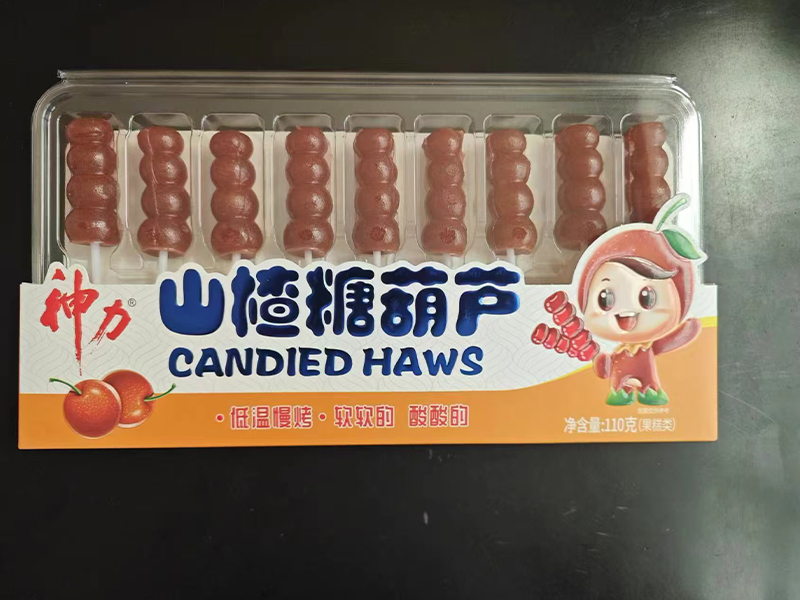 神力®
山楂糖葫芦
CANDIED HAWS
·低温慢烤·软软的 酸酸的
净含量:110克(果糕类)